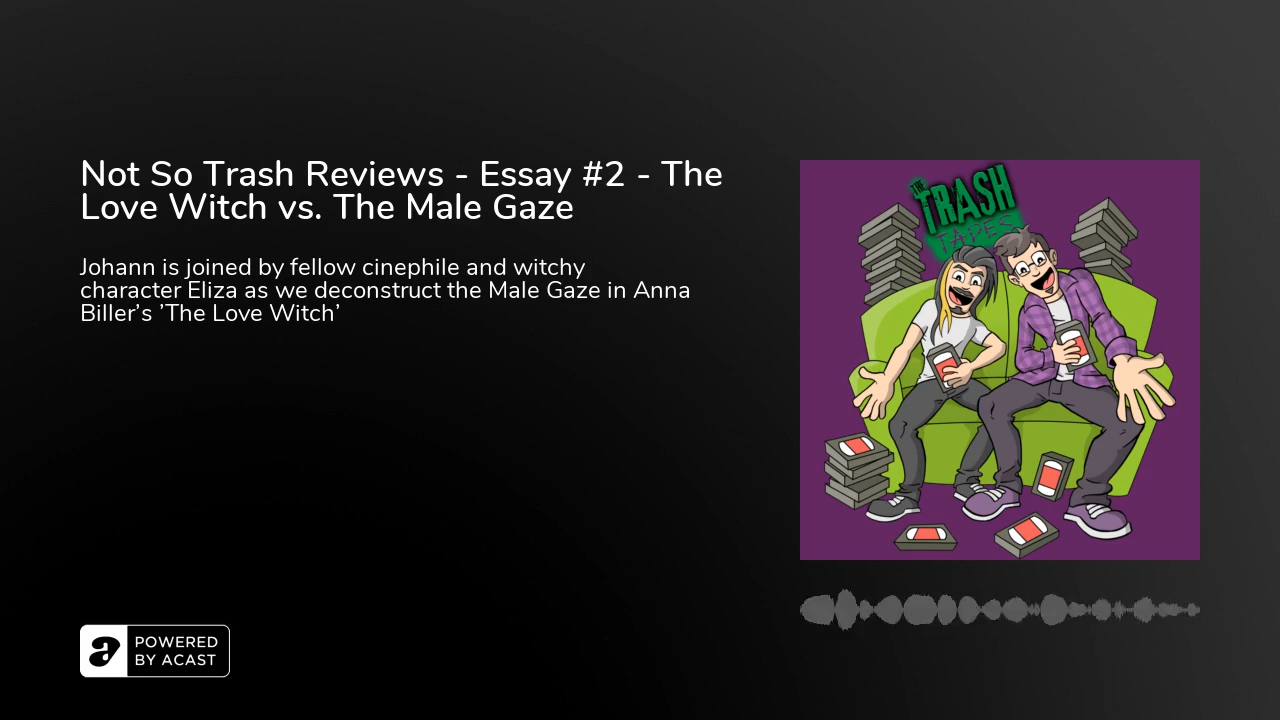 Not So Trash Reviews - Essay #2 - The
Love Witch vs. The Male Gaze
Johann is joined by fellow cinephile and witchy
character Eliza as we deconstruct the Male Gaze in Anna
Biller’s ’The Love Witch’
THE
TRASH
TAPES
POWERED
BY ACAST